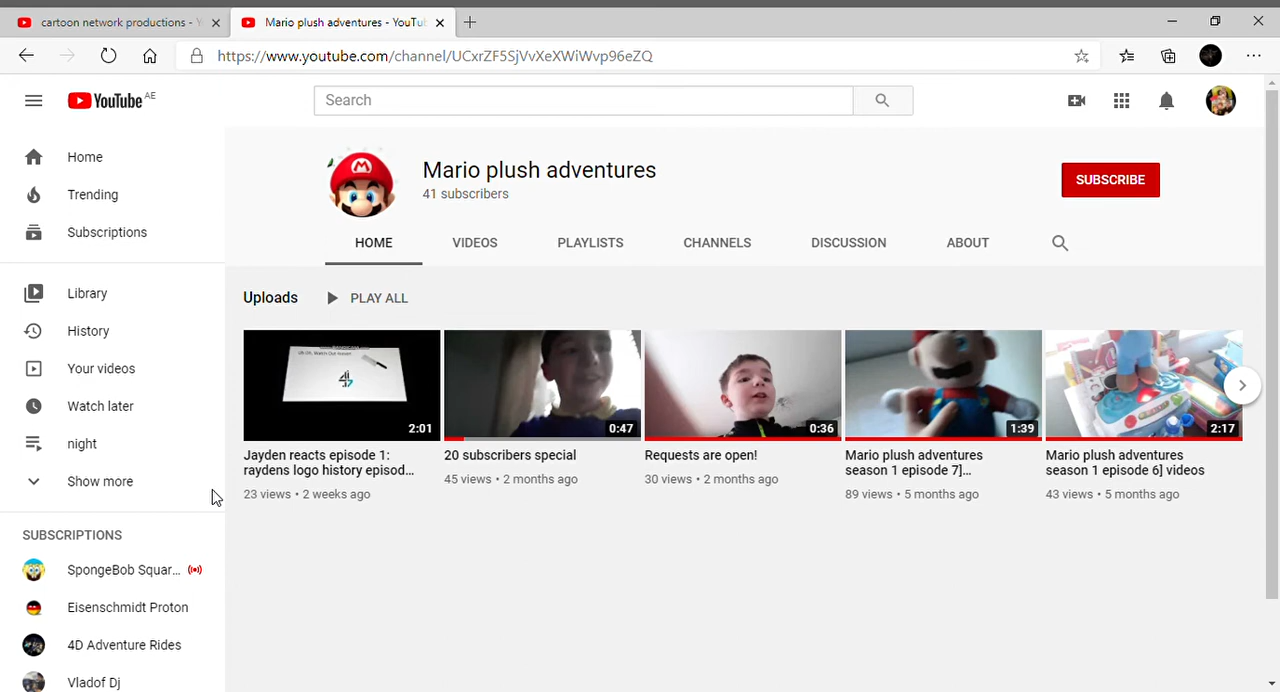 cartoon network productions - Y
Mario plush adventures - YouTu
https://www.youtube.com/channel/UCxrZF5SjVvXeXWiWvp96eZQ
YouTube AE
Search
Home
Trending
Subscriptions
Library
History
Your videos
Watch later
night
Show more
SUBSCRIPTIONS
SpongeBob Squar...
Eisenschmidt Proton
4D Adventure Rides
Vladof Dj
Mario plush adventures
41 subscribers
SUBSCRIBE
HOME VIDEOS PLAYLISTS CHANNELS DISCUSSION ABOUT
Uploads PLAY ALL
2:01
Jayden reacts episode 1:
raydens logo history episod...
23 views • 2 weeks ago
0:47
20 subscribers special
45 views • 2 months ago
0:36
Requests are open!
30 views • 2 months ago
1:39
Mario plush adventures
season 1 episode 7]...
89 views • 5 months ago
2:17
Mario plush adventures
season 1 episode 6] videos
43 views • 5 months ago